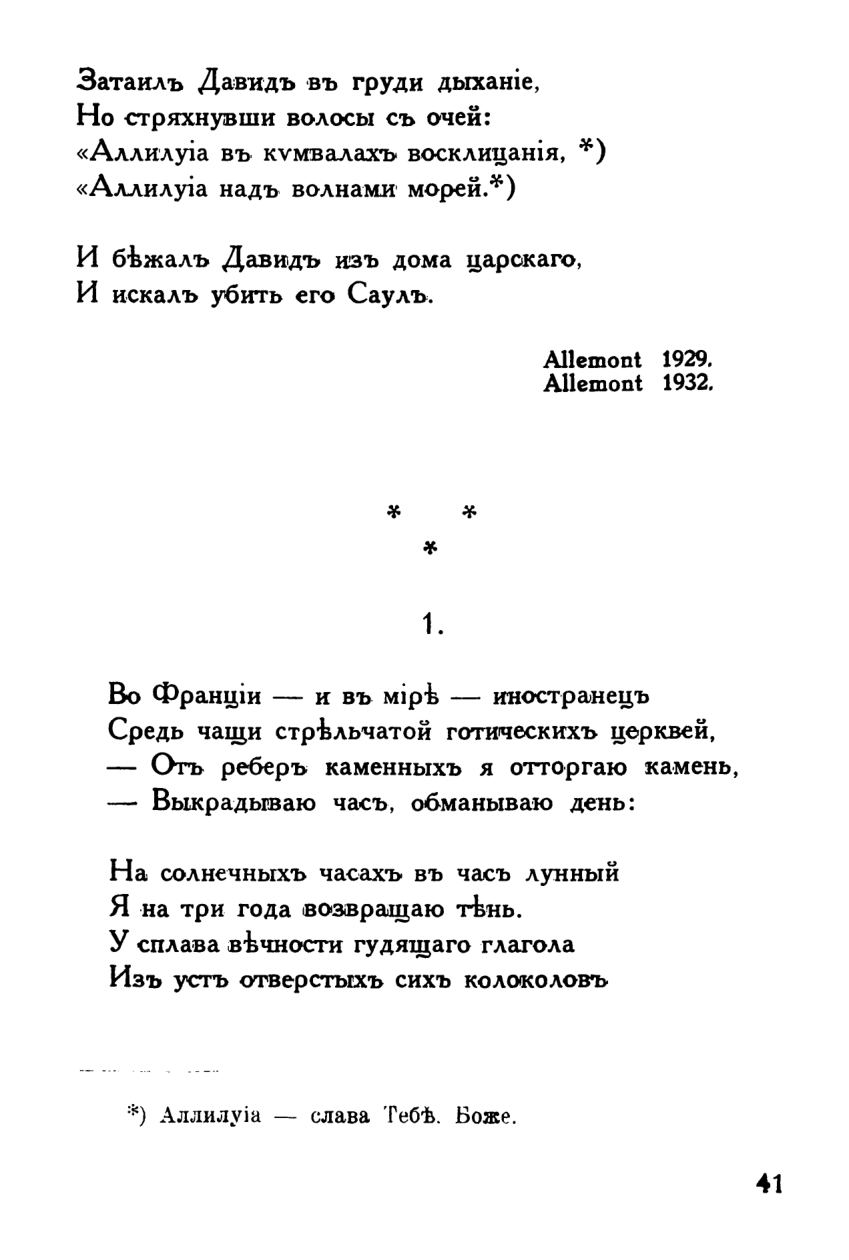 Затаилъ Давидъ въ груди дыханіе,
Но стряхнувши волосы съ очей:
«Аллилуіа въ кѵмвалахъ восклицанія, *)
«Аллилуіа надъ волнами морей.*)
И бѣжалъ Давидъ изъ дома царскаго,
И искалъ убить его Саулъ.
Allemont 1929.
Allemont 1932.
* *
*
1.
Во Франціи — и въ мірѣ — иностранецъ
Средь чащи стрѣльчатой готическихъ церквей,
— Отъ реберъ каменныхъ я отторгаю камень,
— Выкрадываю часъ, обманываю день:
На солнечныхъ часахъ въ часъ лунный
Я на три года возвращаю тѣнь.
У сплава вѣчности гудящаго глагола
Изъ устъ отверстыхъ сихъ колоколовъ
*) Аллилуіа — слава Тебѣ. Боже.
41